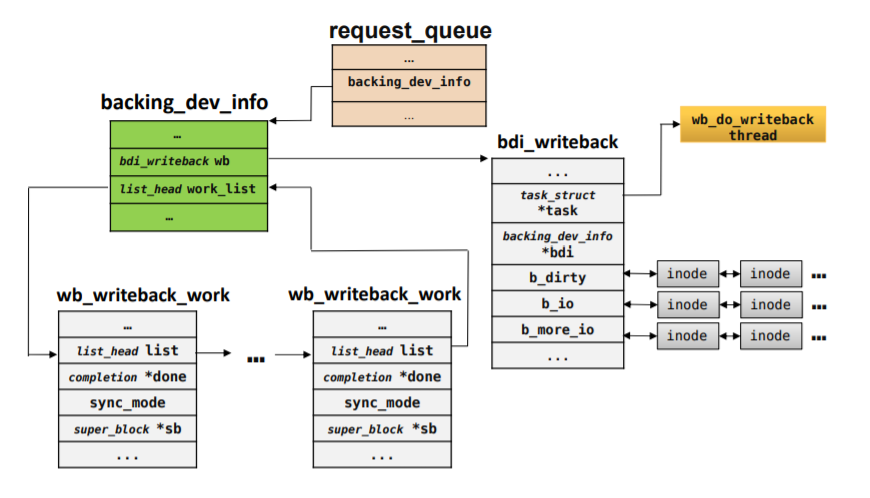 request_queue
...
backing_dev_info
...
backing_dev_info
...
bdi_writeback wb
list_head work_list
...
bdi_writeback
...
task_struct
*task
backing_dev_info
*bdi
b_dirty
b_io
b_more_io
...
wb_do_writeback
thread
inode inode ...
inode inode ...
inode inode ...
wb_writeback_work
...
list_head list
completion *done
sync_mode
super_block *sb
...
...
wb_writeback_work
...
list_head list
completion *done
sync_mode
super_block *sb
...